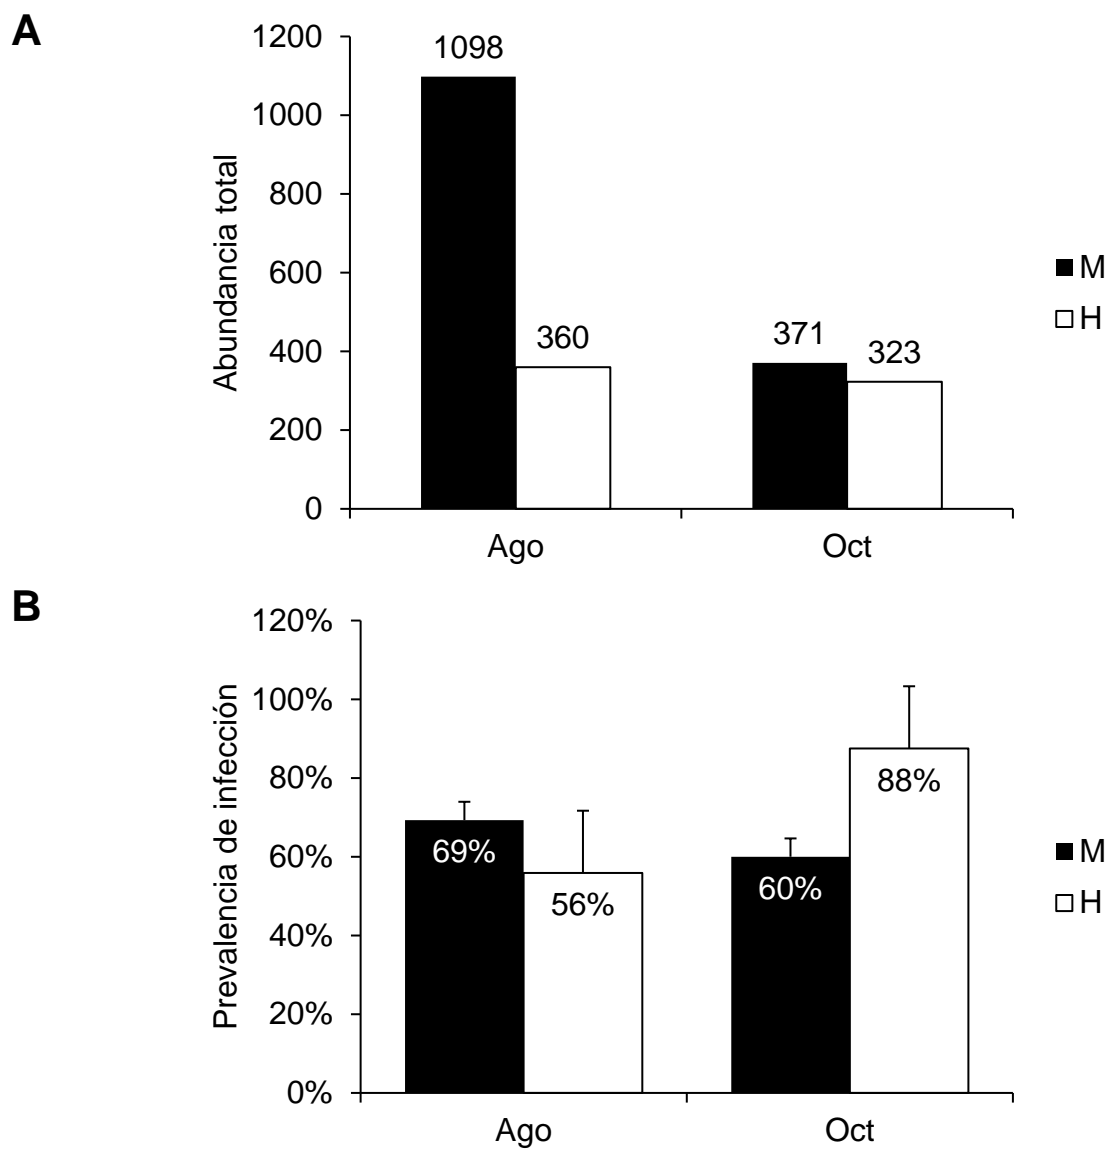 A
1200
1000
800
600
400
200
0
Abundancia total
1098
360
371
323
Ago
Oct
M
H
B
120%
100%
80%
60%
40%
20%
0%
Prevalencia de infección
69%
56%
60%
88%
Ago
Oct
M
H